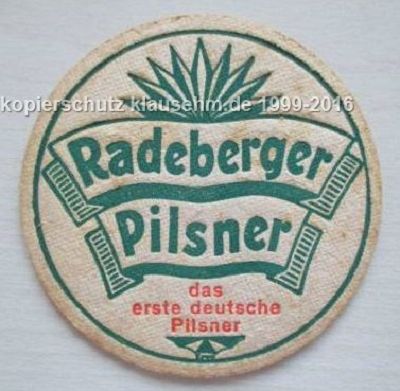 kopierschutz klausehm.de 1999-2016
Radeberger
Pilsner
das
erste deutsche
Pilsner